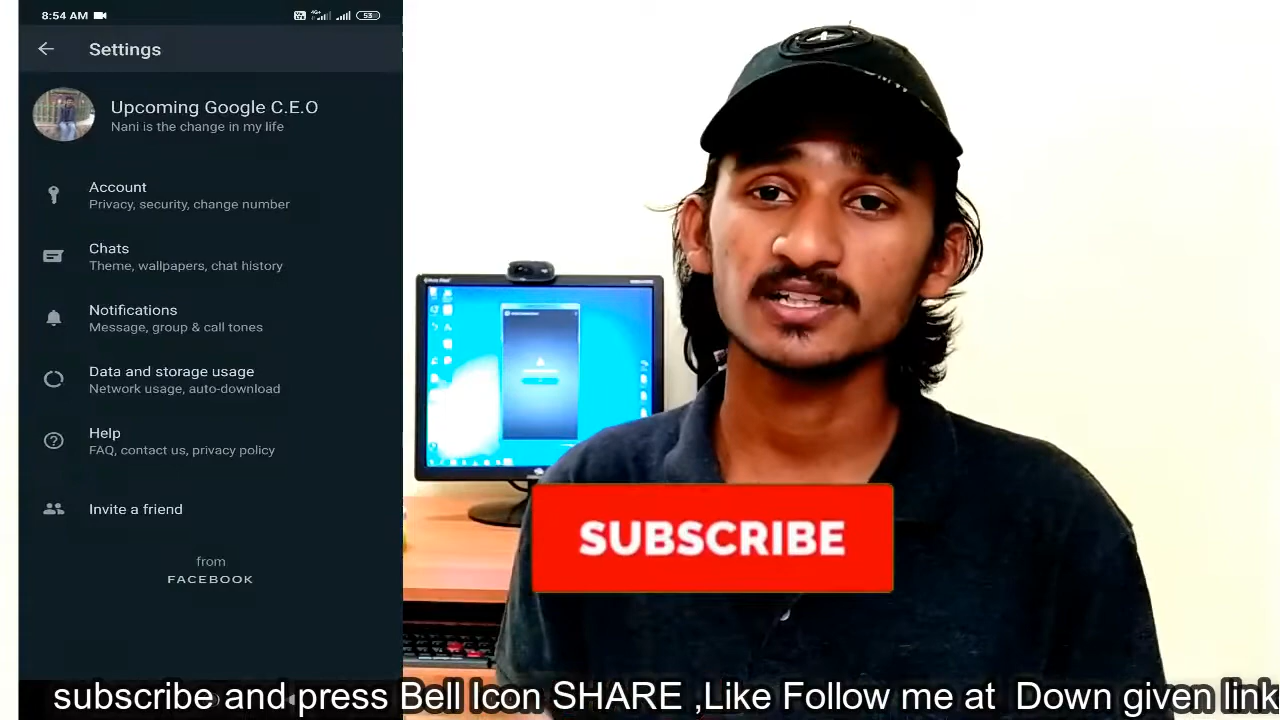 8:54 AM
4G+
53
Settings
Upcoming Google C.E.O
Nani is the change in my life
Account
Privacy, security, change number
Chats
Theme, wallpapers, chat history
Notifications
Message, group & call tones
Data and storage usage
Network usage, auto-download
Help
FAQ, contact us, privacy policy
Invite a friend
from
FACEBOOK
SUBSCRIBE
subscribe and press Bell Icon SHARE ,Like Follow me at Down given link